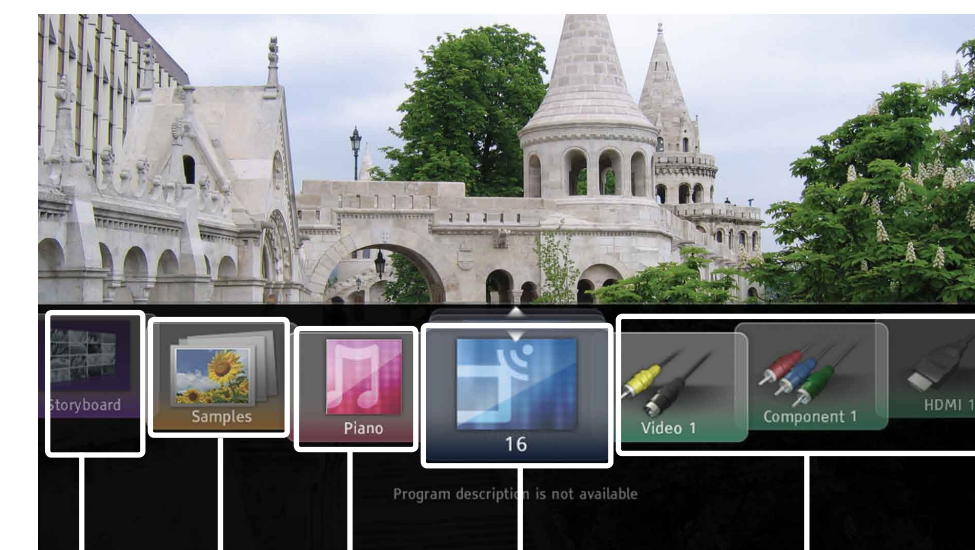 Storyboard
Samples
Piano
16
Video 1
Component 1
HDMI 1
Program description is not available